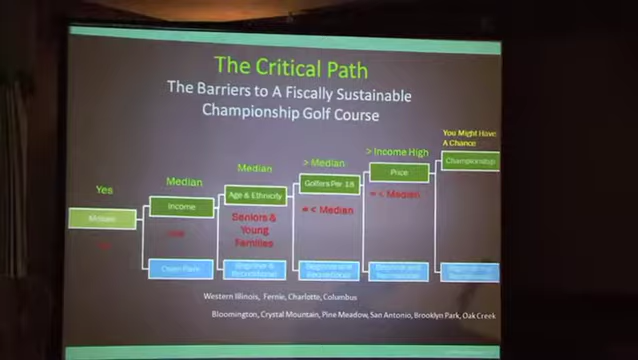 The Critical Path
The Barriers to A Fiscally Sustainable
Championship Golf Course
You Might Have
A Chance
> Income High
Championship
> Median
Price
Median
Golfers Per 18
= < Median
Median
Age & Ethnicity
= < Median
Yes
Income
Seniors &
Young
Families
Mission
Western Illinois, Fernie, Charlotte, Columbus
Bloomington, Crystal Mountain, Pine Meadow, San Antonio, Brooklyn Park, Oak Creek